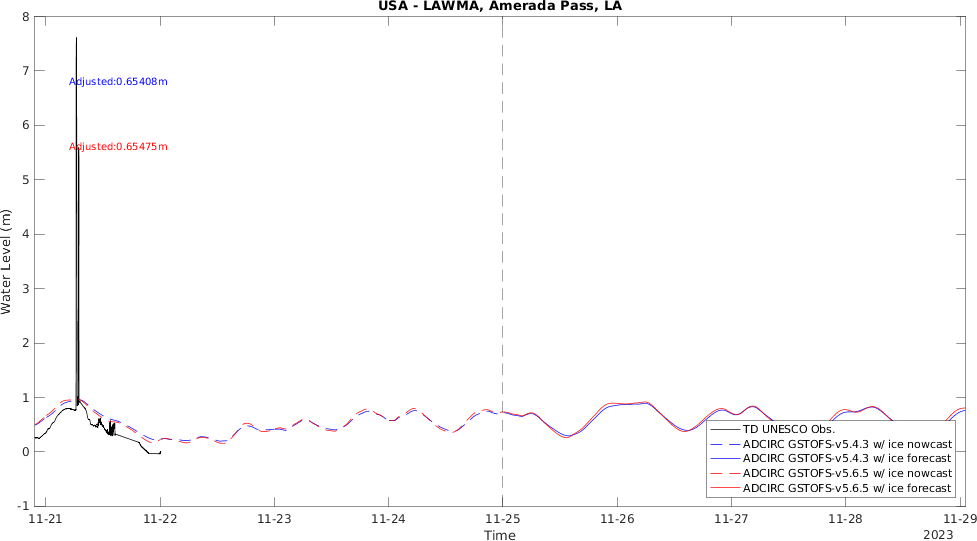 USA - LAWMA, Amerada Pass, LA
8
7
6
5
4
3
2
1
0
-1
Water Level (m)
Adjusted:0.65408m
Adjusted:0.65475m
TD UNESCO Obs.
ADCIRC GSTOFS-v5.4.3 w/ ice nowcast
ADCIRC GSTOFS-v5.4.3 w/ ice forecast
ADCIRC GSTOFS-v5.6.5 w/ ice nowcast
ADCIRC GSTOFS-v5.6.5 w/ ice forecast
11-21 11-22 11-23 11-24 11-25 11-26 11-27 11-28 11-29
Time
2023